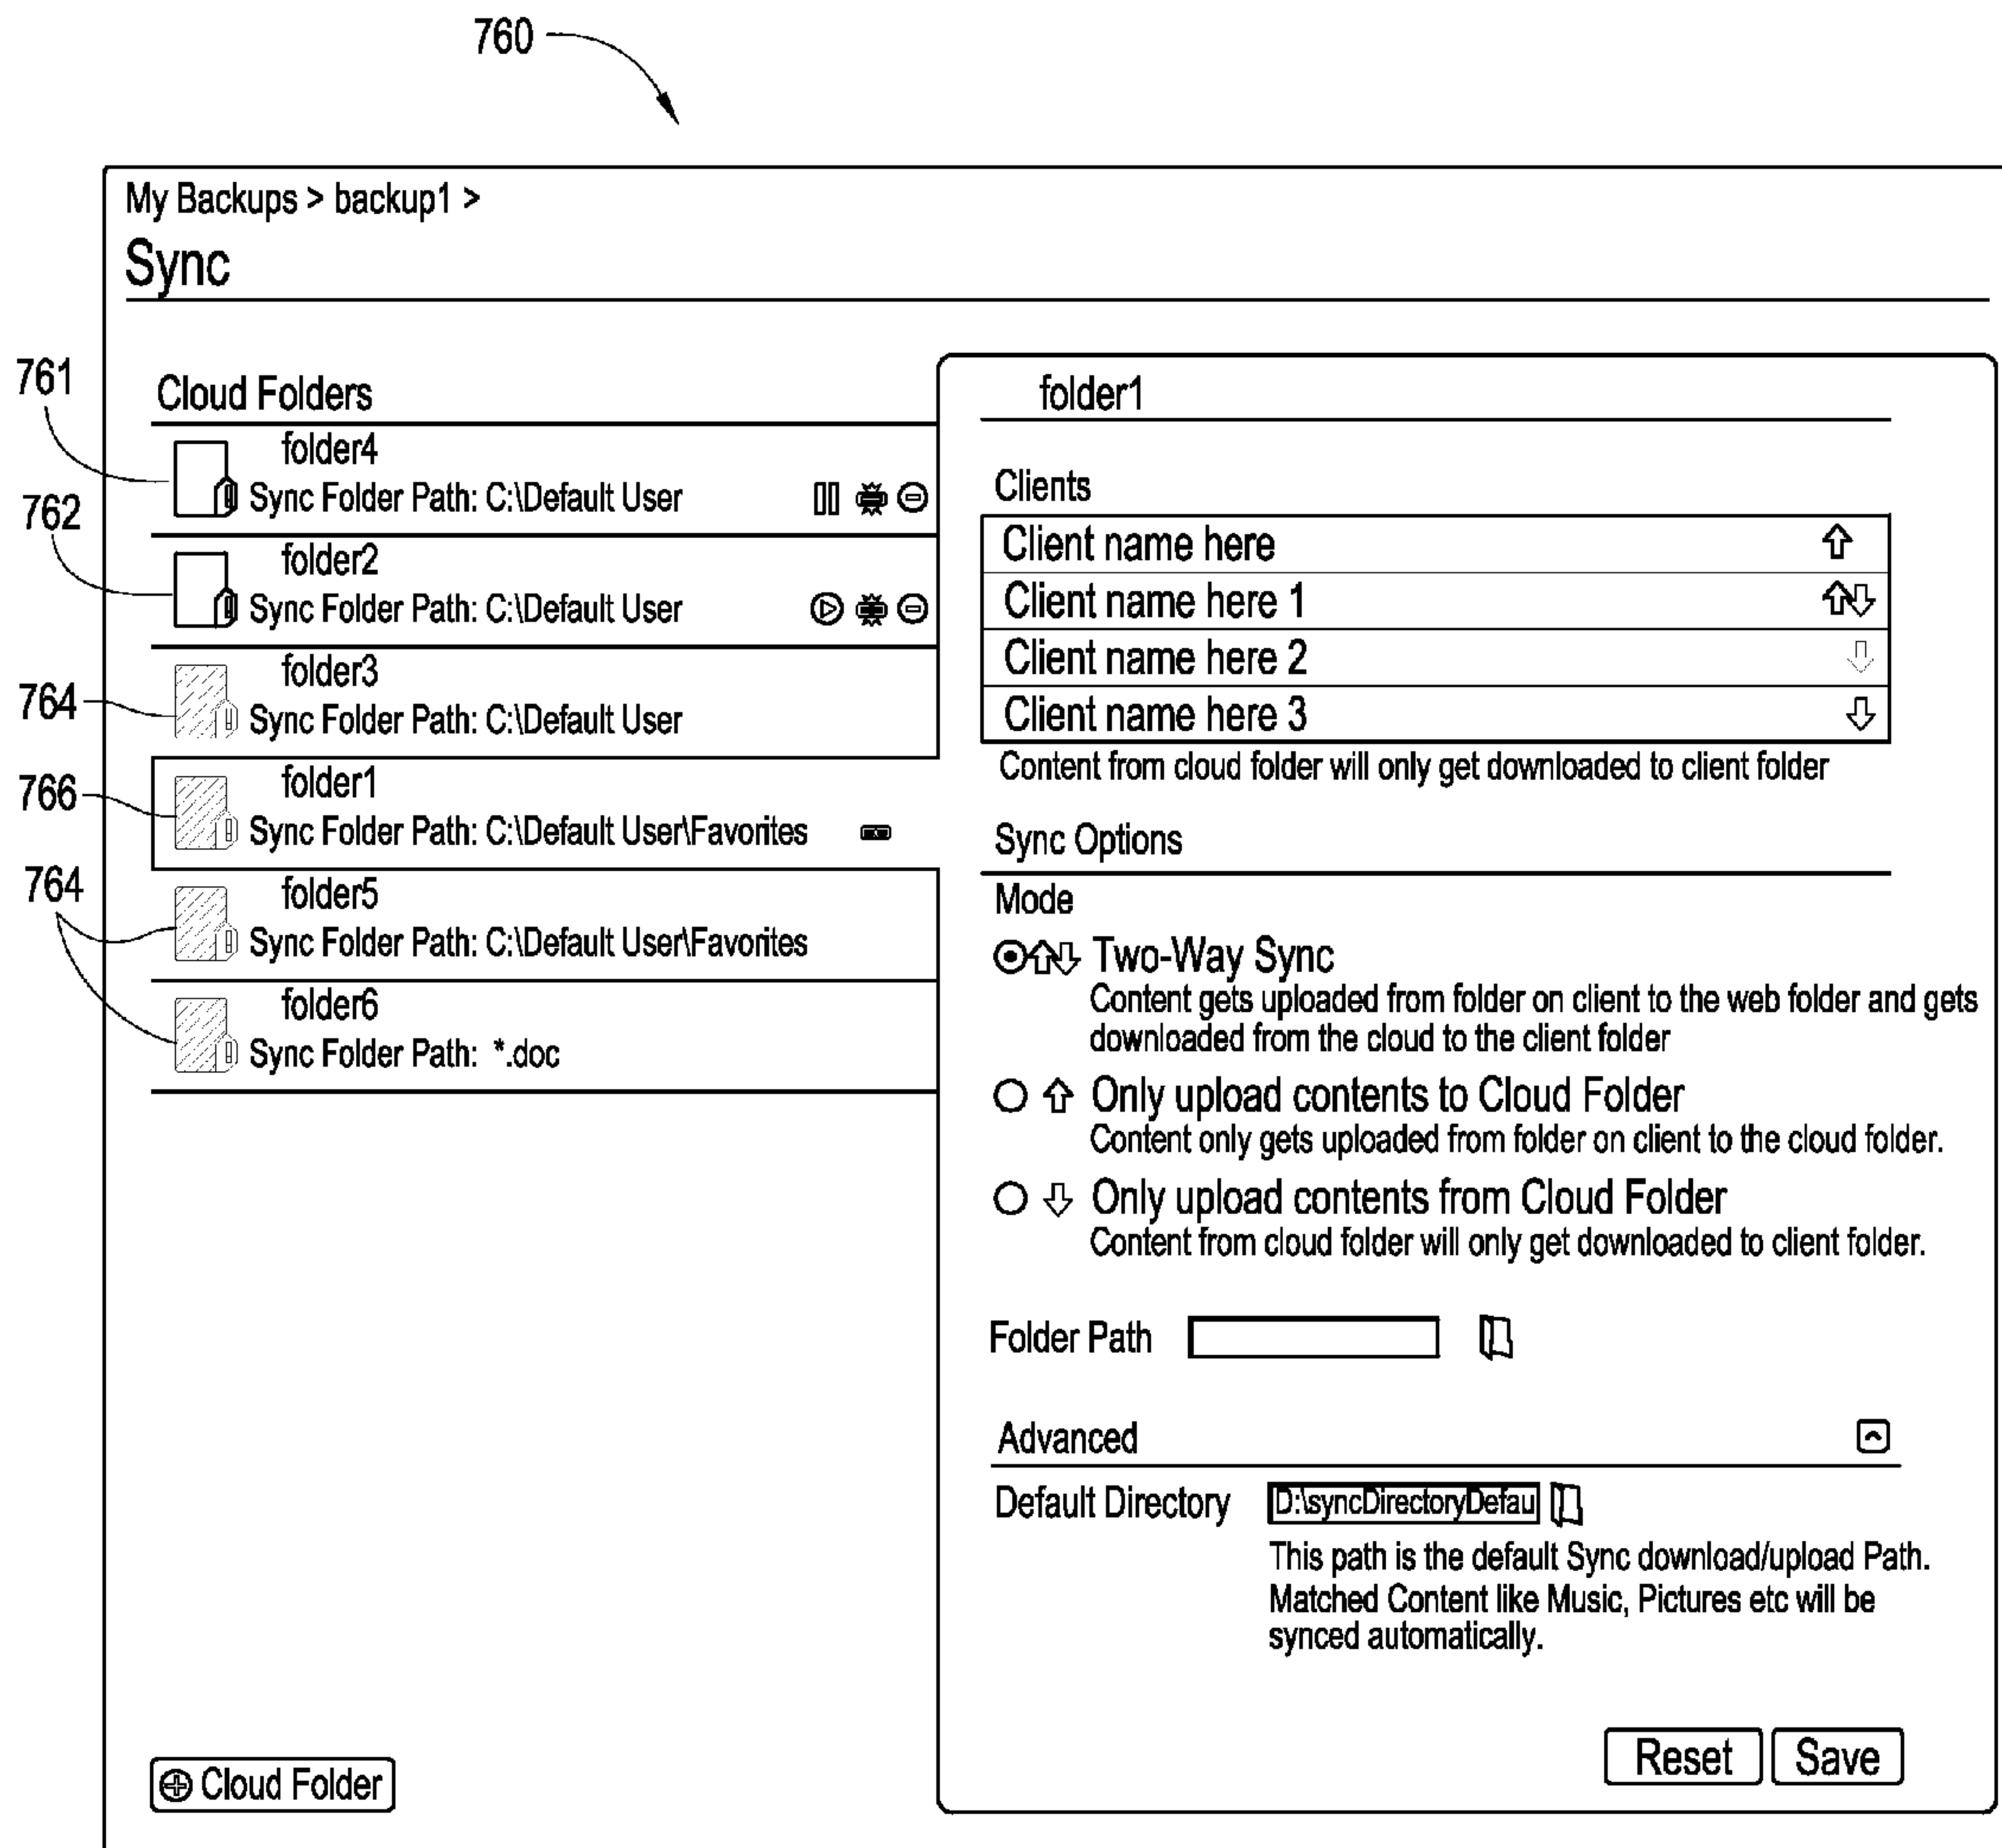 760
My Backups > backup1 >
Sync
761
762
764
766
764
Cloud Folders
folder4
Sync Folder Path: C:\Default User
folder2
Sync Folder Path: C:\Default User
folder3
Sync Folder Path: C:\Default User
folder1
Sync Folder Path: C:\Default User\Favorites
folder5
Sync Folder Path: C:\Default User\Favorites
folder6
Sync Folder Path: *.doc
Cloud Folder
folder1
Clients
Client name here
Client name here 1
Client name here 2
Client name here 3
Content from cloud folder will only get downloaded to client folder
Sync Options
Mode
Two-Way Sync
Content gets uploaded from folder on client to the web folder and gets
downloaded from the cloud to the client folder
Only upload contents to Cloud Folder
Content only gets uploaded from folder on client to the cloud folder.
Only upload contents from Cloud Folder
Content from cloud folder will only get downloaded to client folder.
Folder Path
Advanced
Default Directory D:\syncDirectoryDefau
This path is the default Sync download/upload Path.
Matched Content like Music, Pictures etc will be
synced automatically.
Reset Save